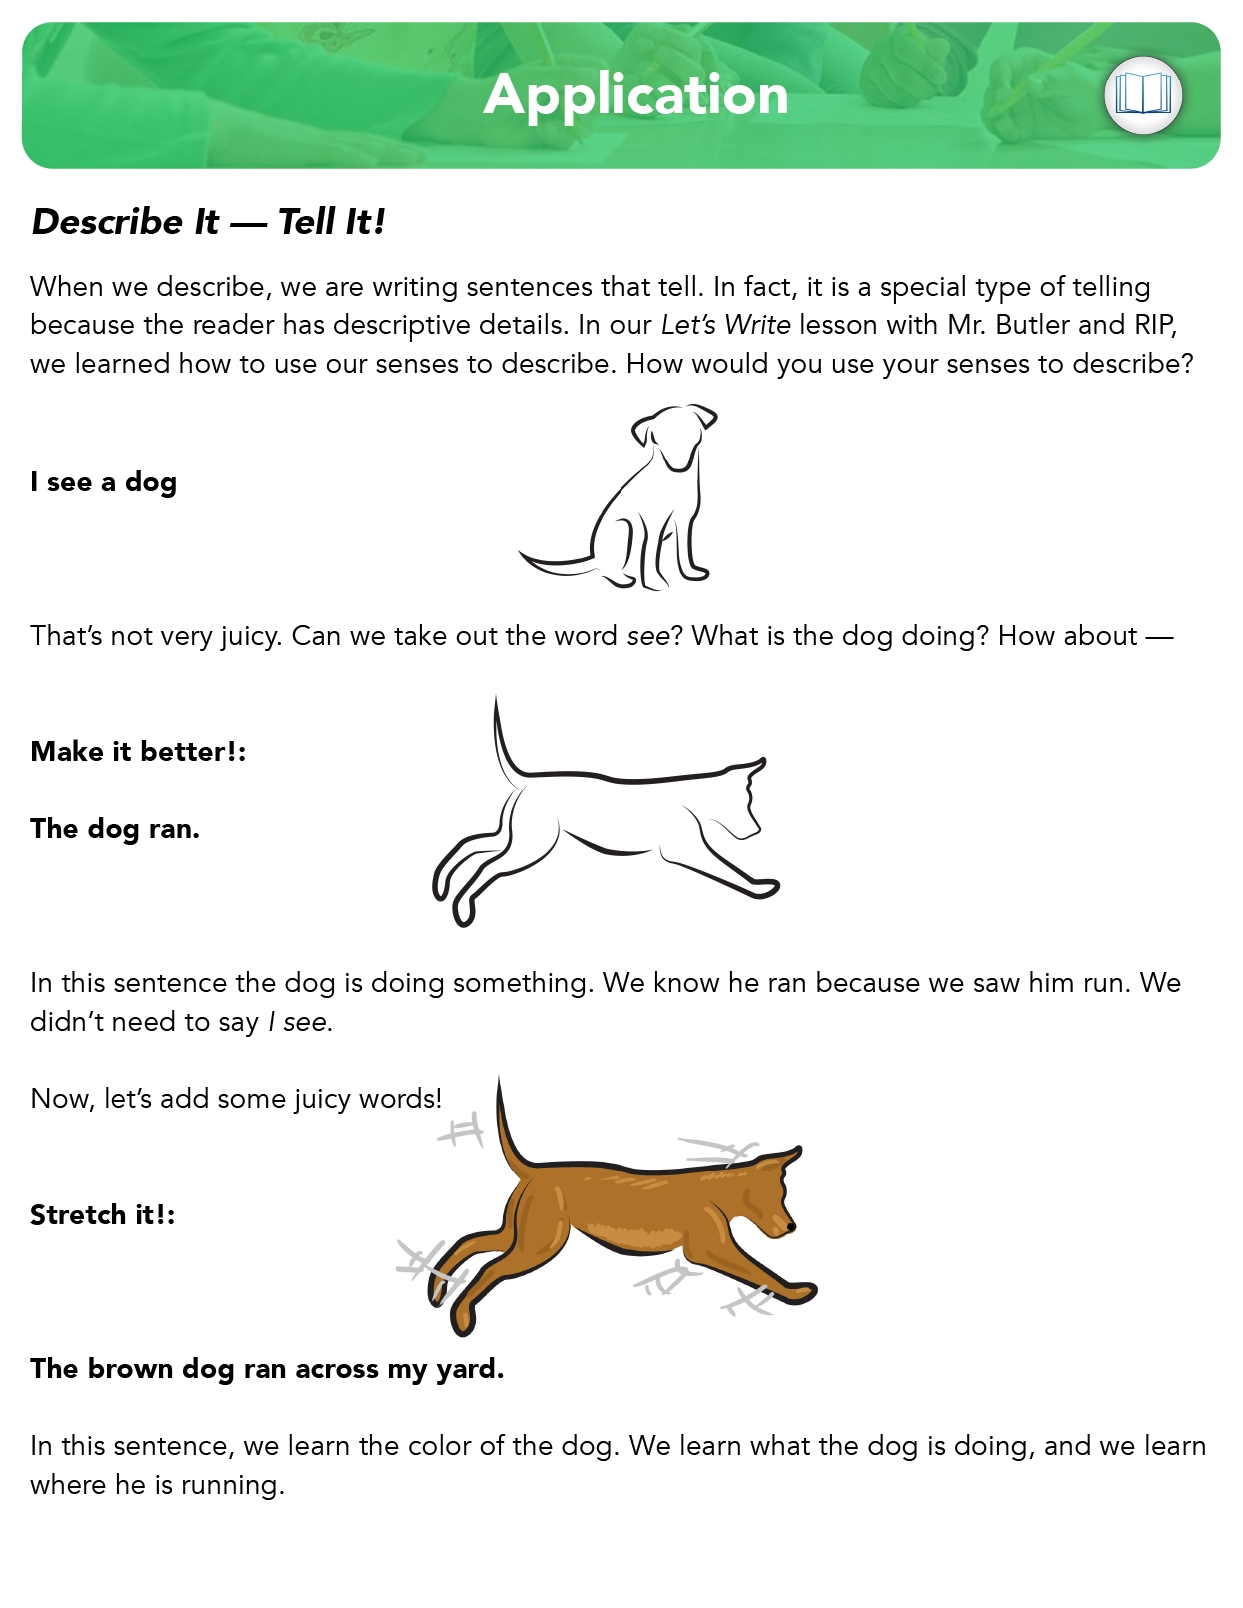 Application
Describe It — Tell It!
When we describe, we are writing sentences that tell. In fact, it is a special type of telling
because the reader has descriptive details. In our Let's Write lesson with Mr. Butler and RIP,
we learned how to use our senses to describe. How would you use your senses to describe?
I see a dog
That's not very juicy. Can we take out the word see? What is the dog doing? How about —
Make it better!:
The dog ran.
In this sentence the dog is doing something. We know he ran because we saw him run. We
didn't need to say I see.
Now, let's add some juicy words!
Stretch it!:
The brown dog ran across my yard.
In this sentence, we learn the color of the dog. We learn what the dog is doing, and we learn
where he is running.